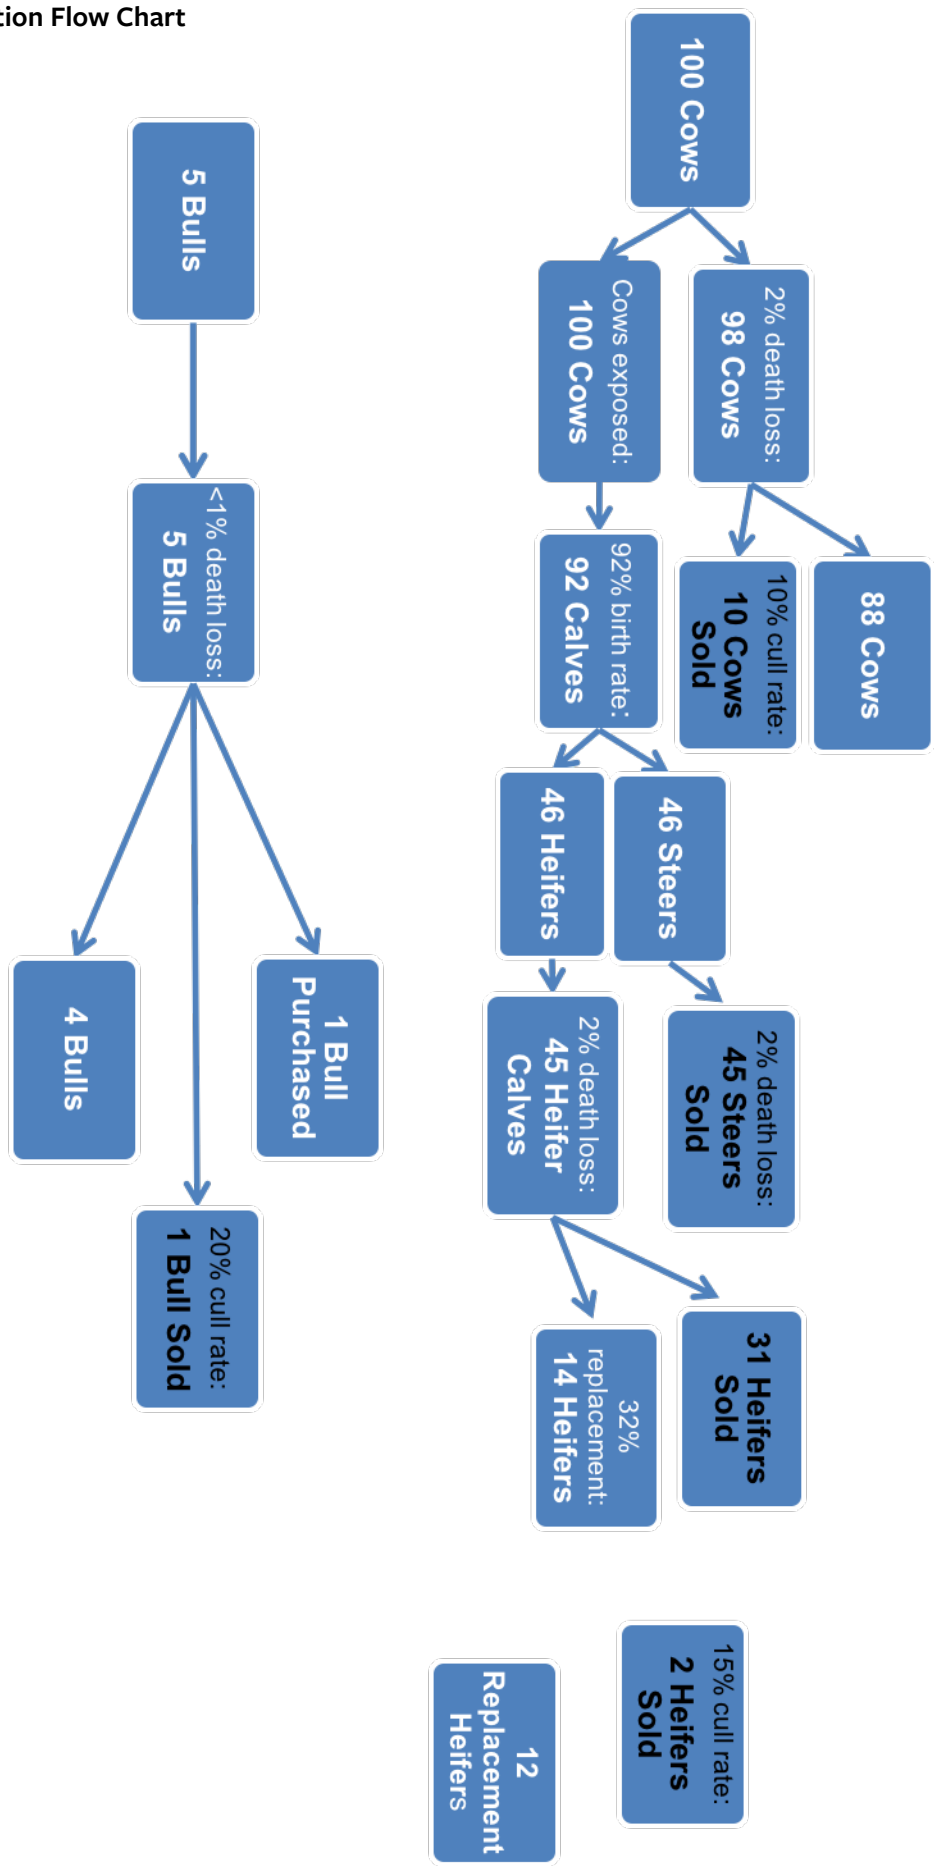 tion Flow Chart
100 Cows
2% death loss:
98 Cows
88 Cows
10% cull rate:
10 Cows
Sold
Cows exposed:
100 Cows
92% birth rate:
92 Calves
46 Steers
2% death loss:
45 Steers
Sold
46 Heifers
2% death loss:
45 Heifer
Calves
31 Heifers
Sold
32%
replacement:
14 Heifers
15% cull rate:
2 Heifers
Sold
12
Replacement
Heifers
5 Bulls
<1% death loss:
5 Bulls
1 Bull
Purchased
4 Bulls
20% cull rate:
1 Bull Sold